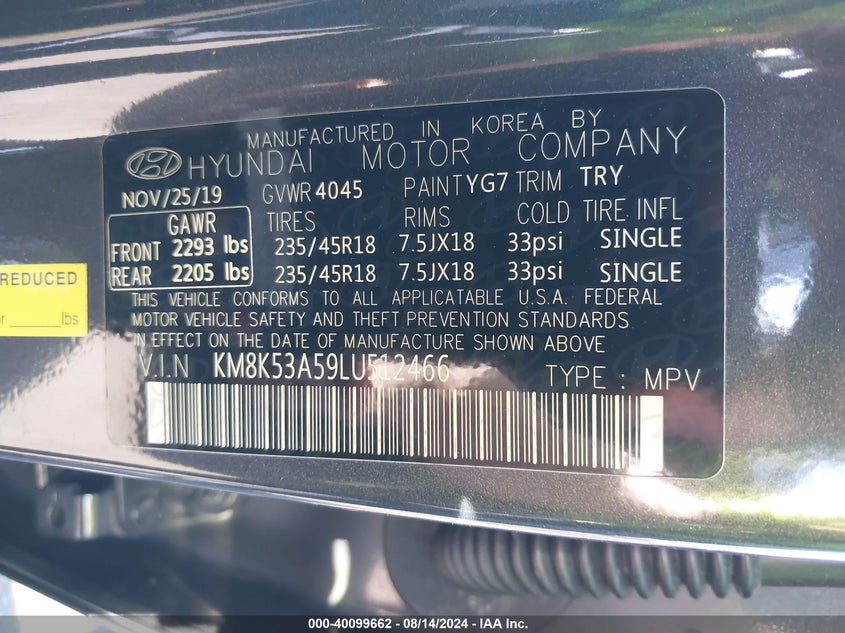 MANUFACTURED IN KOREA BY
HYUNDAI MOTOR COMPANY
NOV/25/19 GVWR 4045 PAINT YG7 TRIM TRY
GAWR TIRES RIMS COLD TIRE INFL
FRONT 2293 lbs 235/45R18 7.5JX18 33psi SINGLE
REAR 2205 lbs 235/45R18 7.5JX18 33psi SINGLE
THIS VEHICLE CONFORMS TO ALL APPLICATABLE U.S.A. FEDERAL
MOTOR VEHICLE SAFETY AND THEFT PREVENTION STANDARDS
IN EFFECT ON THE DATE OF MANUFACTURE SHOWN ABOVE
V.I.N KM8K53A59LU512466 TYPE : MPV
REDUCED
or ______lbs
000-40099662 - 08/14/2024 - IAA Inc.